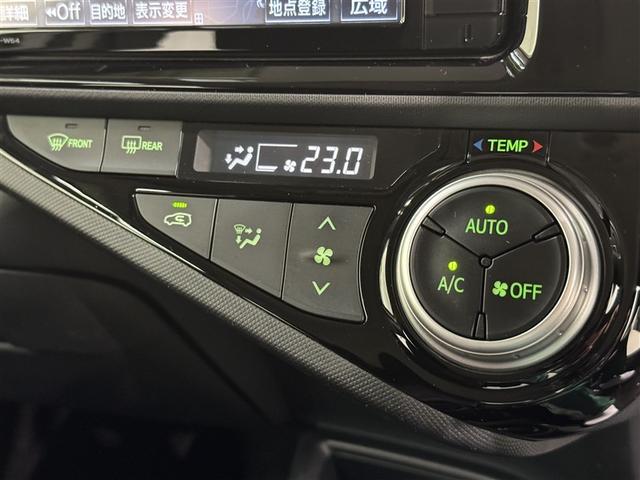 詳細 ◀◀Off 目的地 表示変更 地点登録 広域
-W64
FRONT REAR 23.0 TEMP
AUTO
A/C OFF